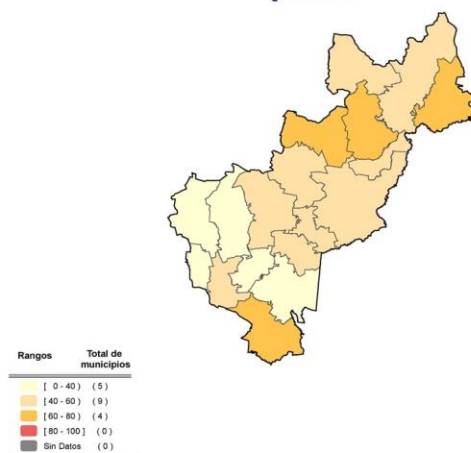 Rangos Total de municipios
[ 0 - 40 ) ( 5 )
[ 40 - 60 ) ( 9 )
[ 60 - 80 ) ( 4 )
[ 80 - 100 ] ( 0 )
Sin Datos ( 0 )